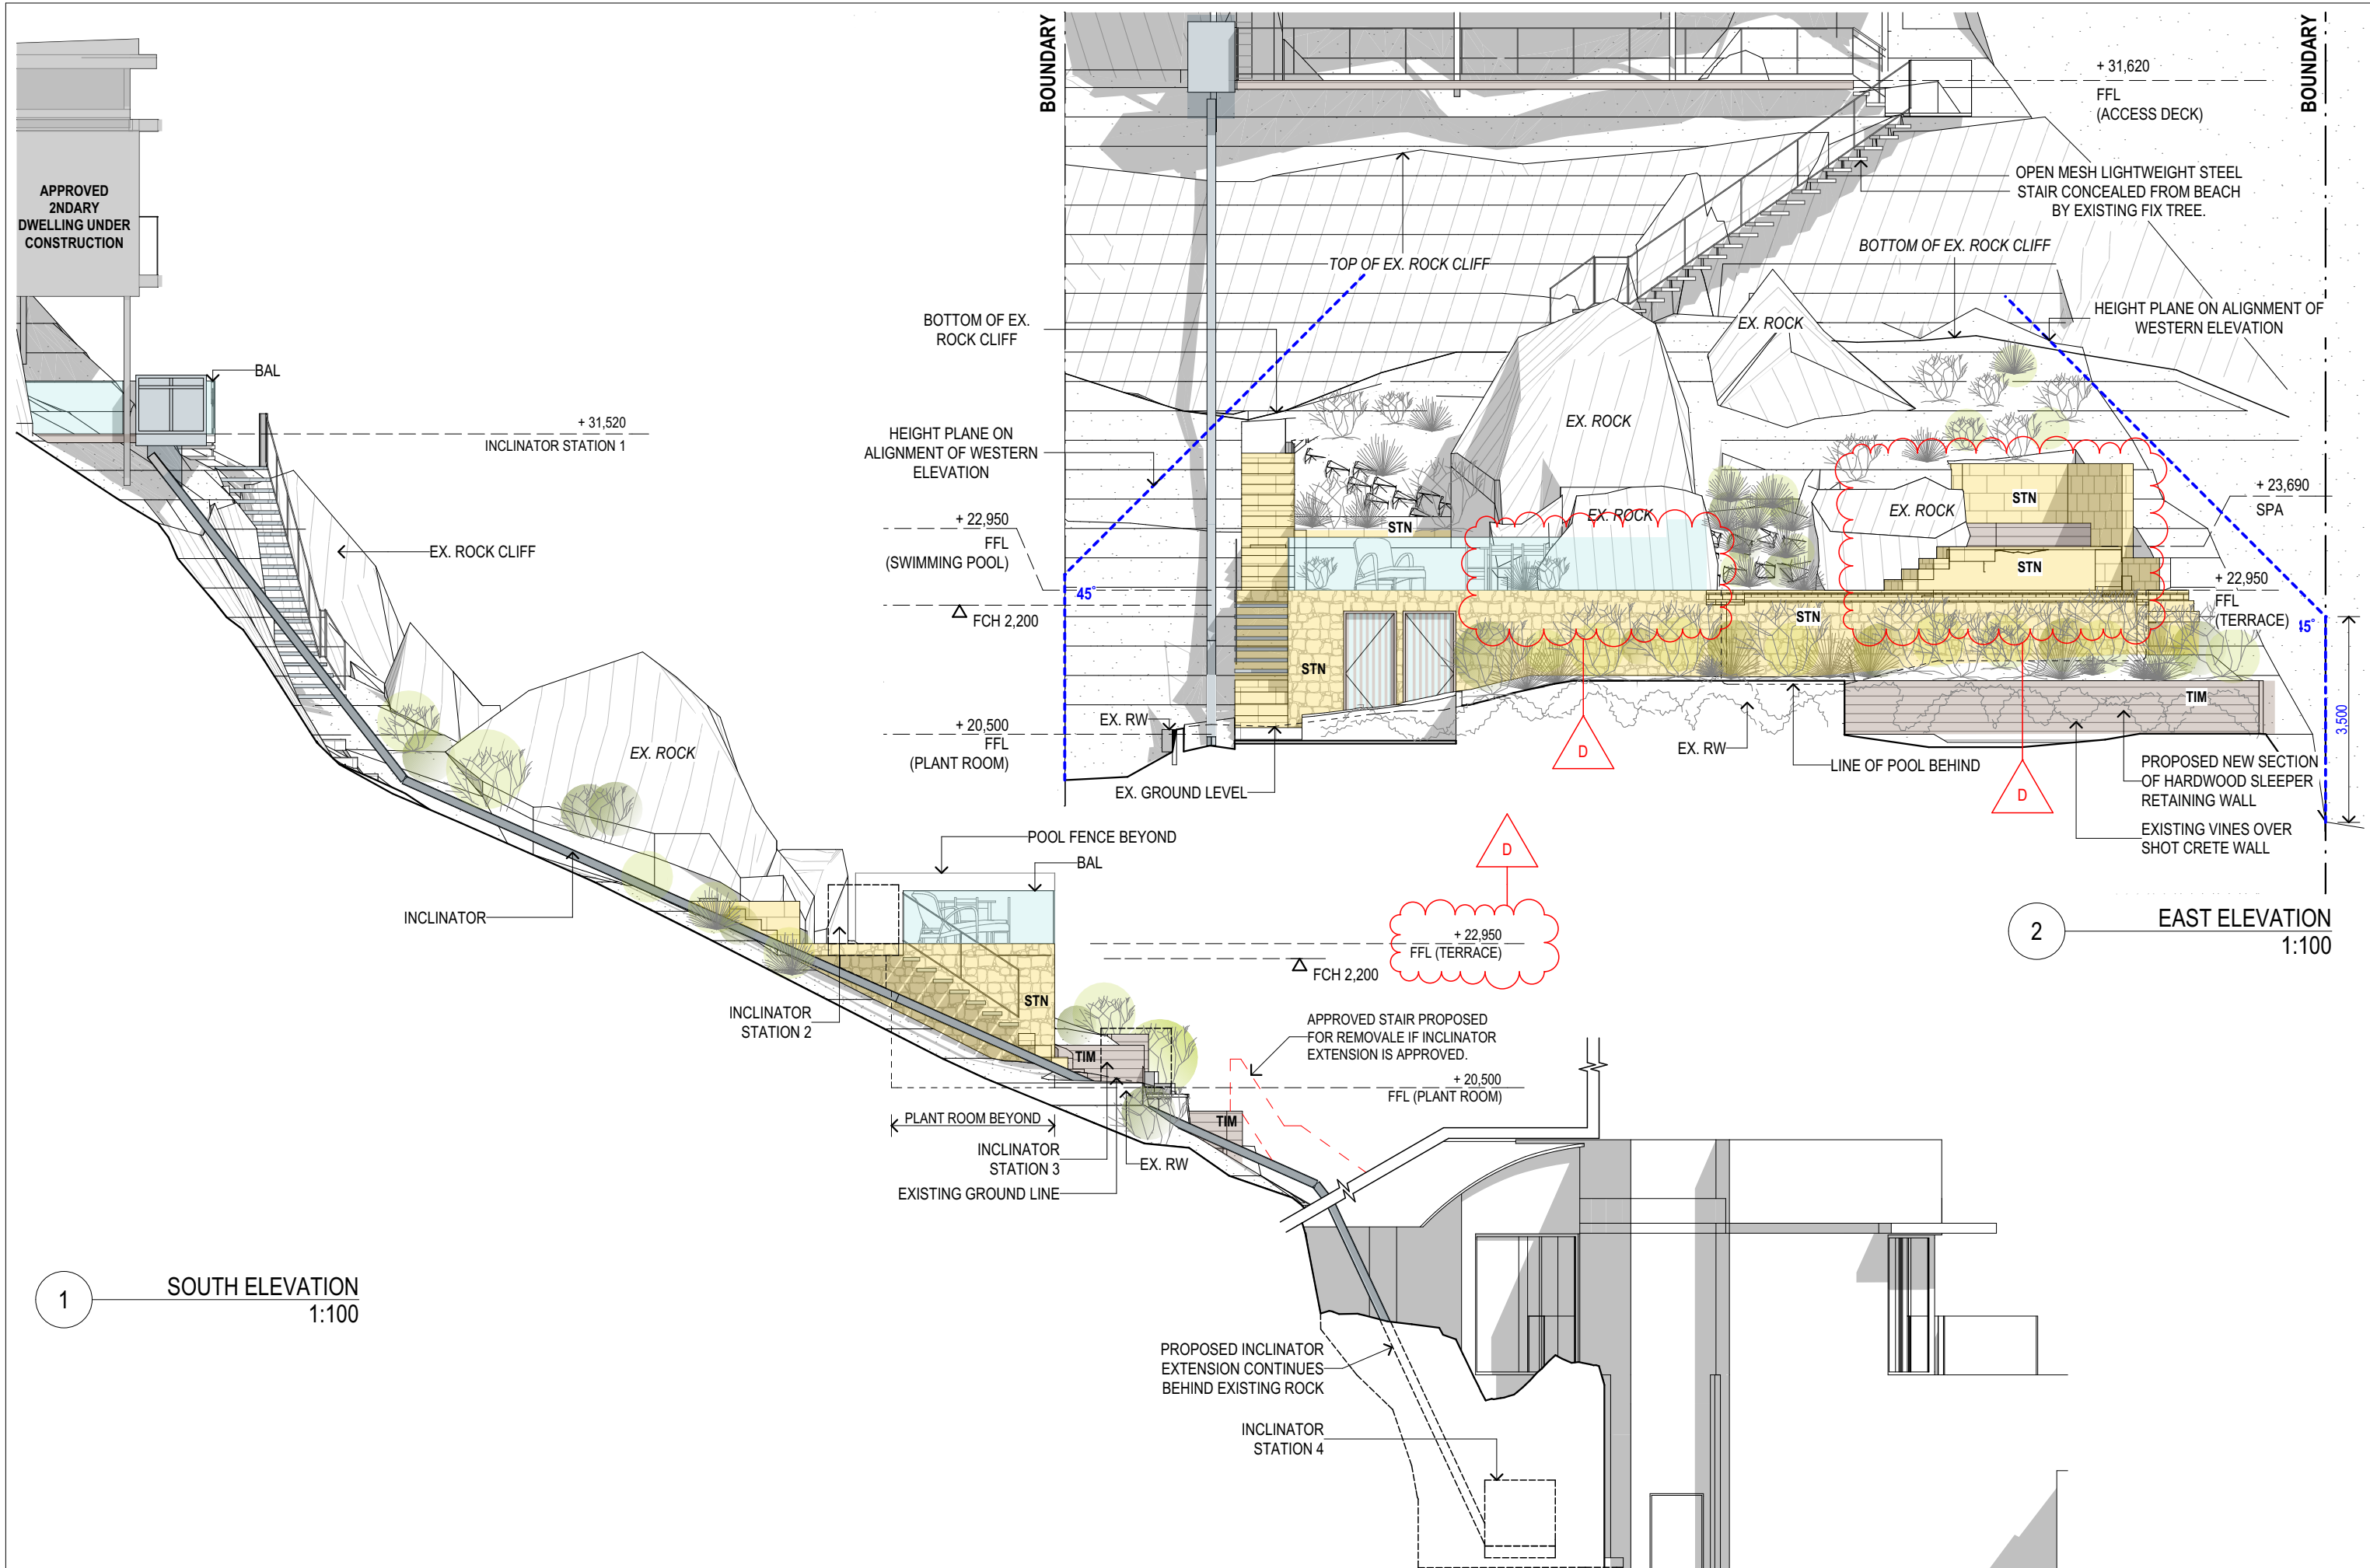 APPROVED
2NDARY
DWELLING UNDER
CONSTRUCTION
BAL
+ 31,520
INCLINATOR STATION 1
EX. ROCK CLIFF
EX. ROCK
INCLINATOR
POOL FENCE BEYOND
BAL
INCLINATOR
STATION 2
STN
TIM
TIM
PLANT ROOM BEYOND
INCLINATOR
STATION 3
EX. RW
EXISTING GROUND LINE
D
+ 22,950
FFL (TERRACE)
FCH 2,200
APPROVED STAIR PROPOSED
FOR REMOVALE IF INCLINATOR
EXTENSION IS APPROVED.
+ 20,500
FFL (PLANT ROOM)
PROPOSED INCLINATOR
EXTENSION CONTINUES
BEHIND EXISTING ROCK
INCLINATOR
STATION 4
1
SOUTH ELEVATION
1:100
BOUNDARY
BOUNDARY
+ 31,620
FFL
(ACCESS DECK)
OPEN MESH LIGHTWEIGHT STEEL
STAIR CONCEALED FROM BEACH
BY EXISTING FIX TREE.
TOP OF EX. ROCK CLIFF
BOTTOM OF EX. ROCK CLIFF
BOTTOM OF EX.
ROCK CLIFF
HEIGHT PLANE ON ALIGNMENT OF
WESTERN ELEVATION
EX. ROCK
EX. ROCK
HEIGHT PLANE ON
ALIGNMENT OF WESTERN
ELEVATION
+ 22,950
FFL
(SWIMMING POOL)
45°
FCH 2,200
STN
EX. ROCK
EX. ROCK
STN
STN
+ 23,690
SPA
+ 22,950
FFL
(TERRACE)
45°
STN
STN
TIM
3,500
EX. RW
+ 20,500
FFL
(PLANT ROOM)
EX. GROUND LEVEL
D
EX. RW
LINE OF POOL BEHIND
D
PROPOSED NEW SECTION
OF HARDWOOD SLEEPER
RETAINING WALL
EXISTING VINES OVER
SHOT CRETE WALL
2
EAST ELEVATION
1:100